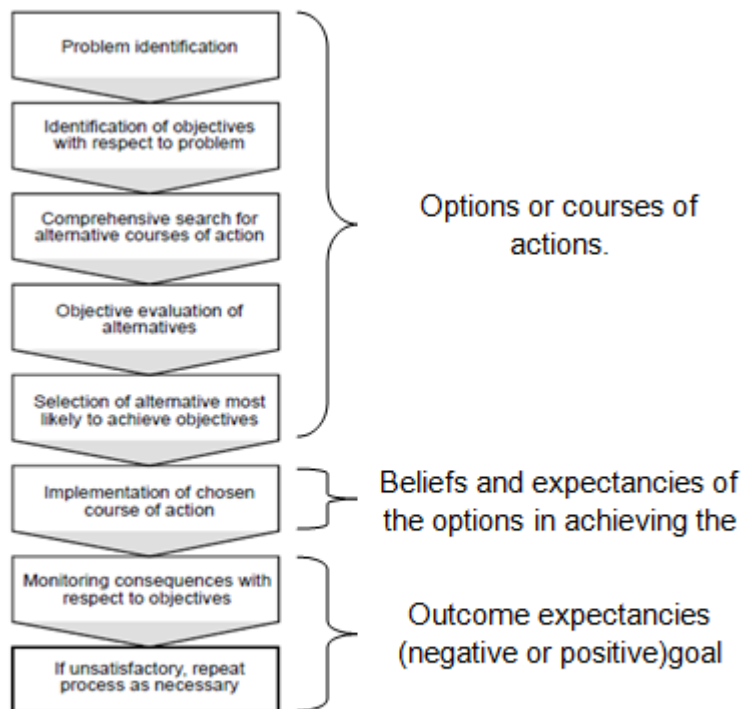 Problem identification
Identification of objectives
with respect to problem
Comprehensive search for
alternative courses of action
Objective evaluation of
alternatives
Selection of alternative most
likely to achieve objectives
Options or courses of
actions.
Implementation of chosen
course of action
Beliefs and expectancies of
the options in achieving the
Monitoring consequences with
respect to objectives
If unsatisfactory, repeat
process as necessary
Outcome expectancies
(negative or positive)goal